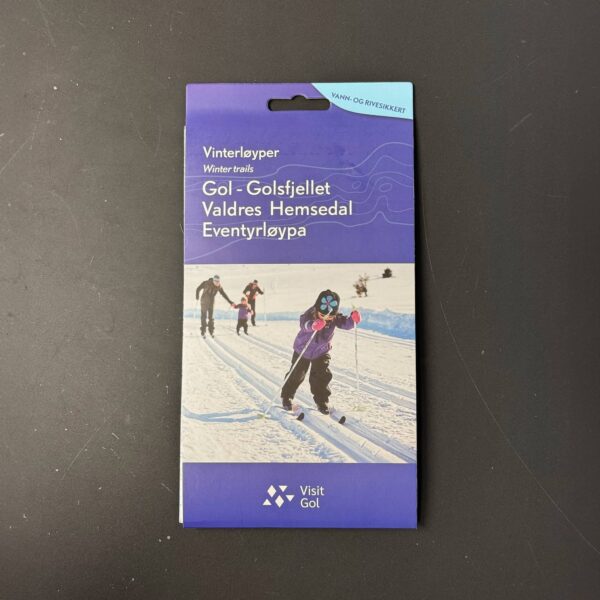 VANN- OG RIVESIKKERT
Vinterløyper
Winter trails
Gol - Golsfjellet
Valdres Hemsedal
Eventyrløypa
Visit
Gol